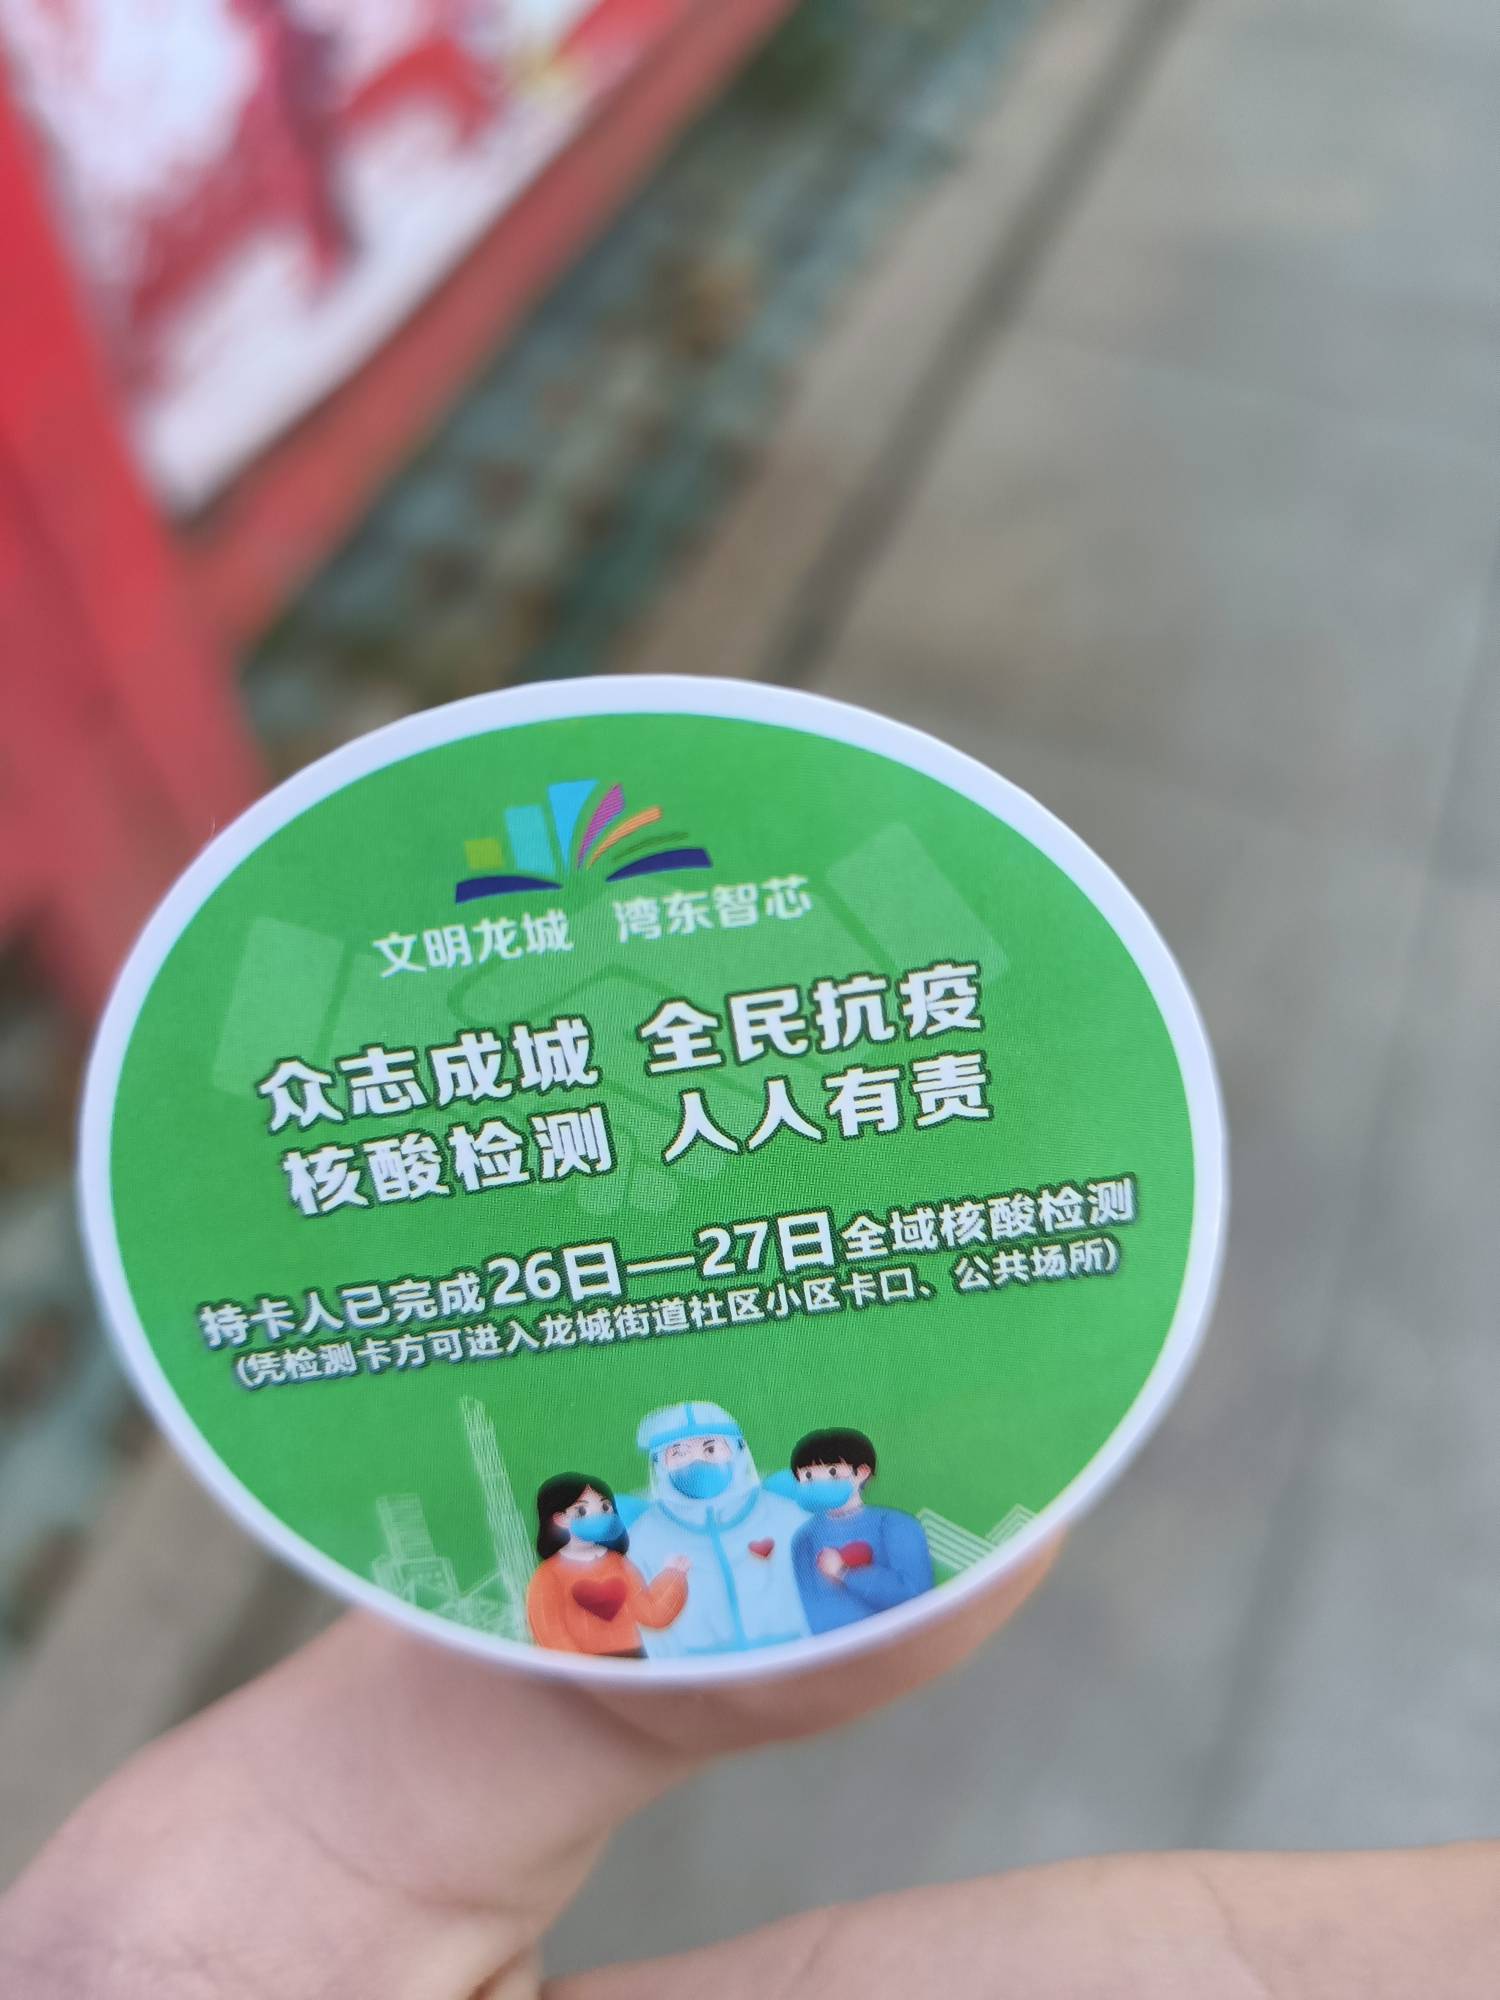 文明龙城 湾东智芯
众志成城 全民抗疫
核酸检测 人人有责
持卡人已完成26日—27日全域核酸检测
(凭检测卡方可进入龙城街道社区小区卡口、公共场所)